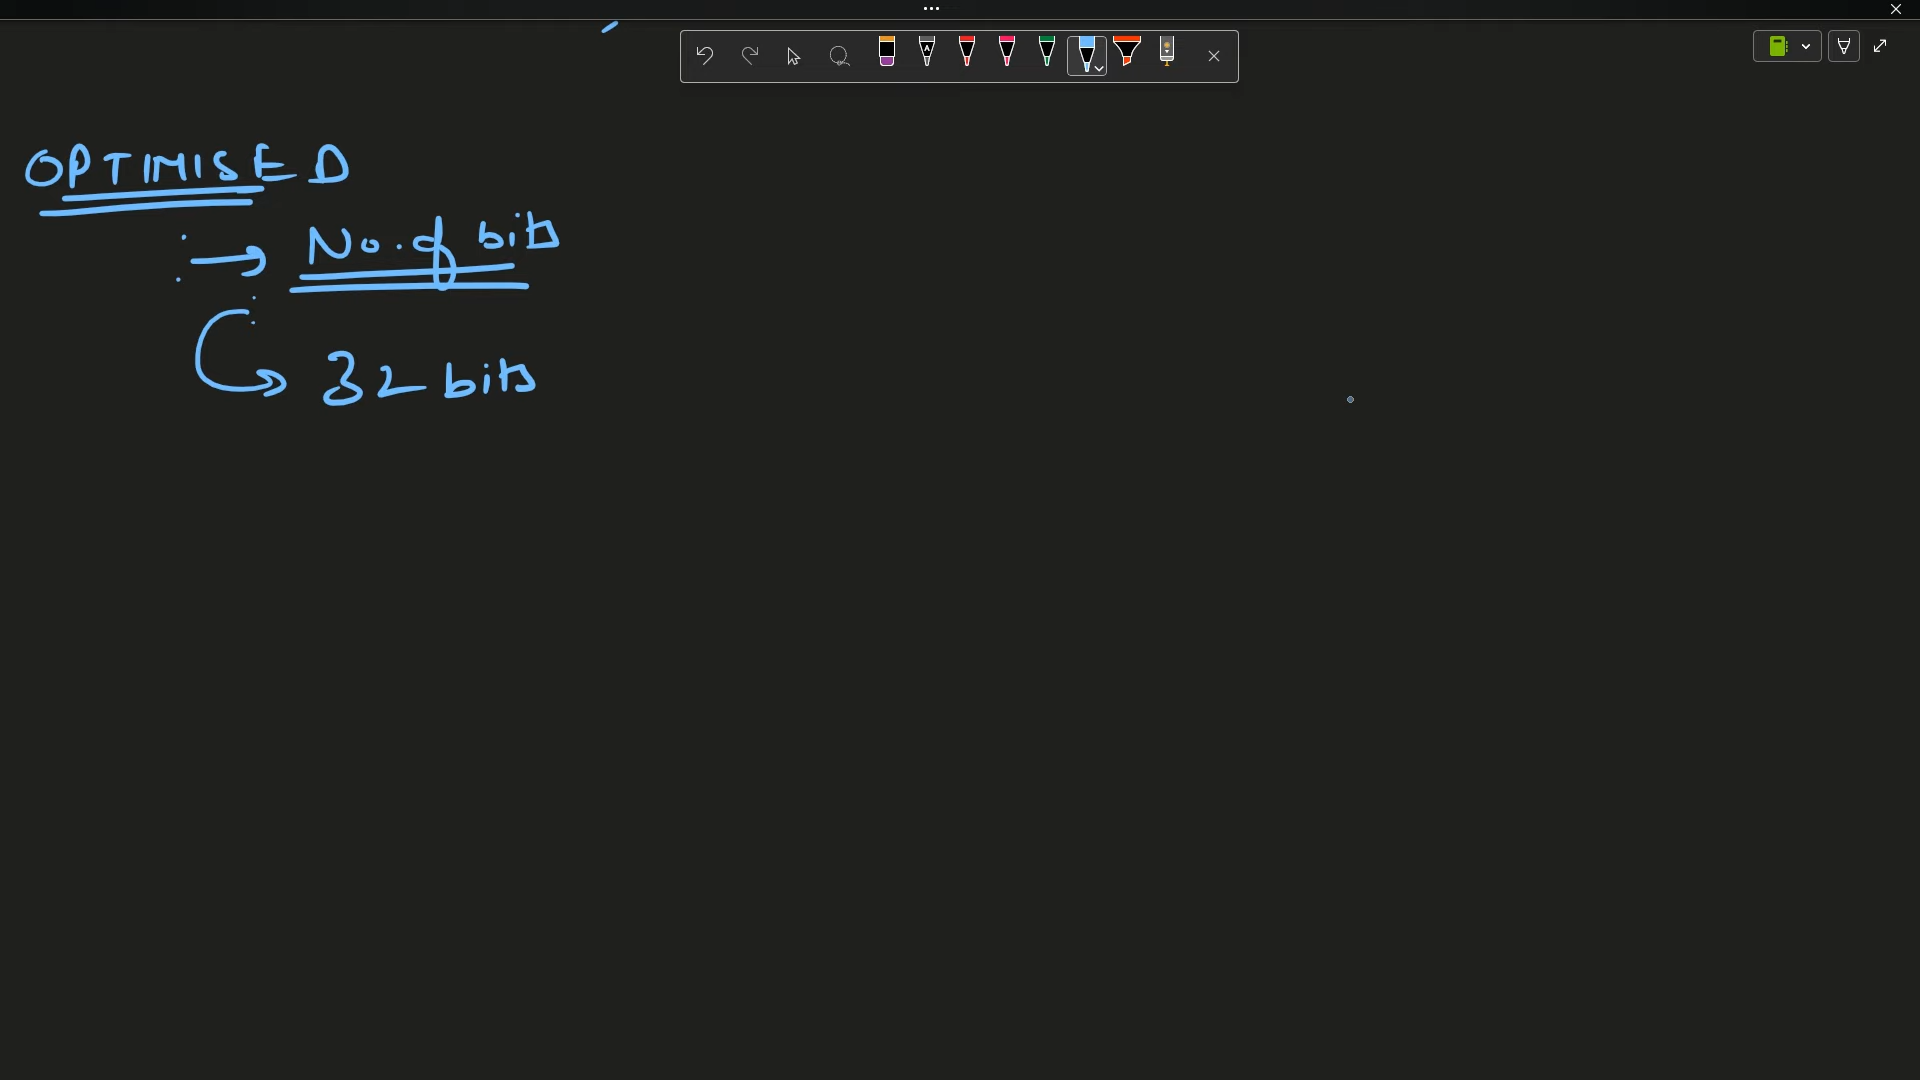 OPTIMISED
→ No. of bits
↳ 32 bits